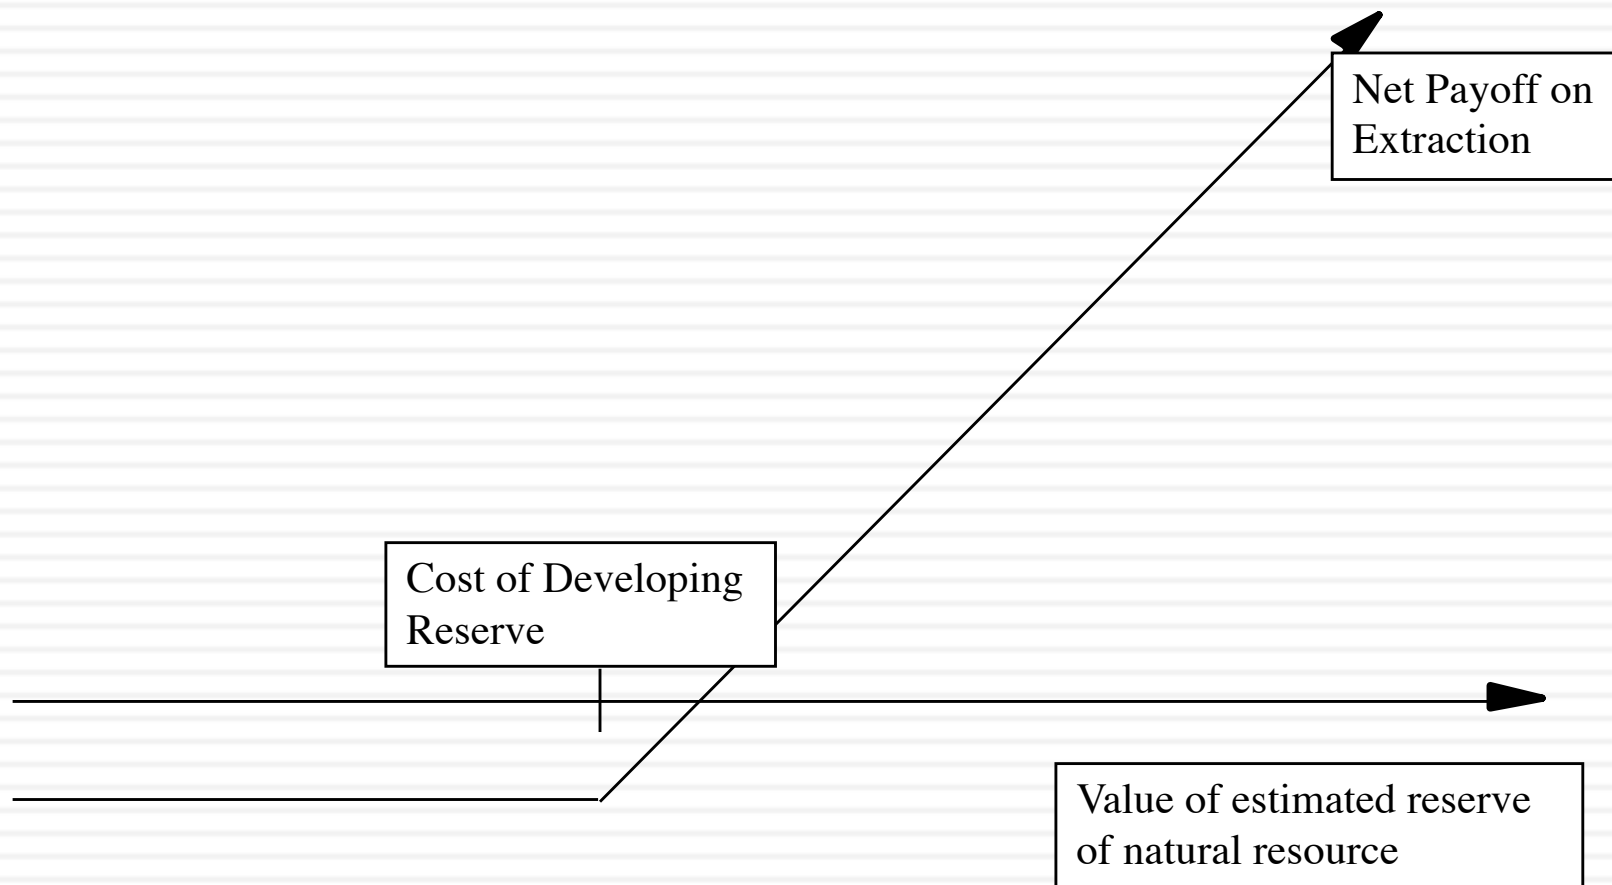 Net Payoff on
Extraction
Cost of Developing
Reserve
Value of estimated reserve
of natural resource